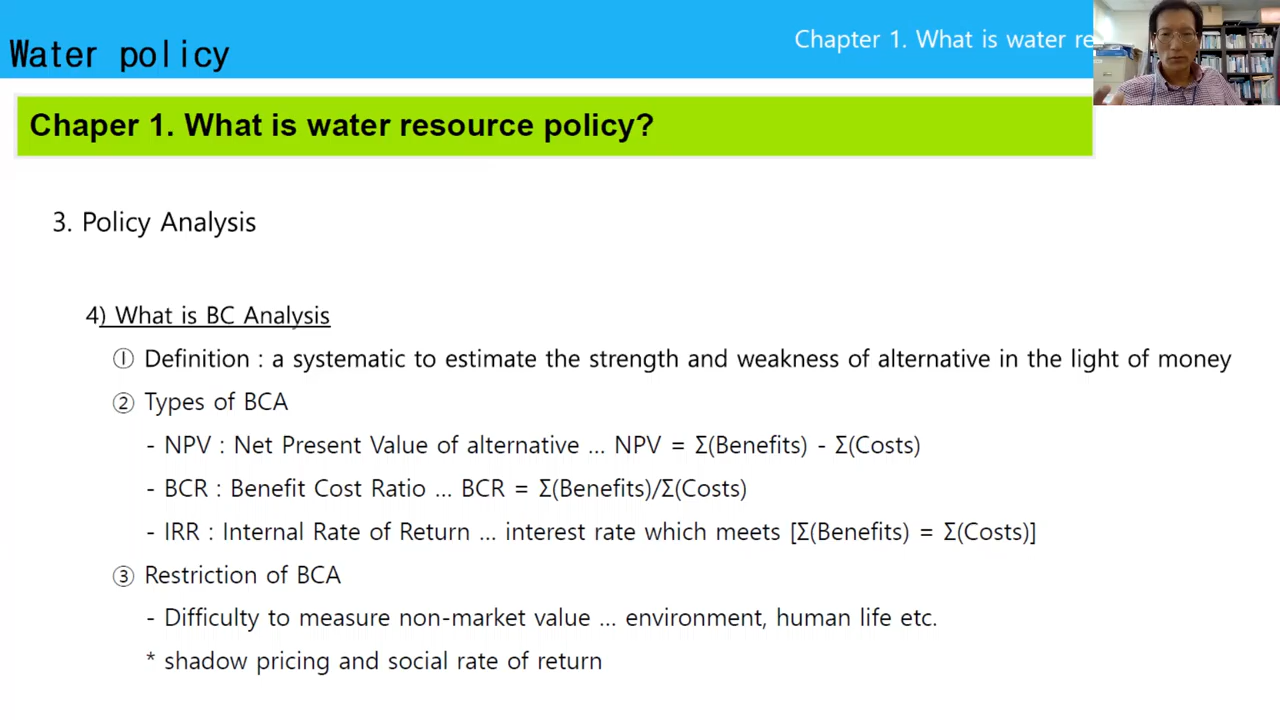 Water policy
Chapter 1. What is water re
Chaper 1. What is water resource policy?
3. Policy Analysis
4) What is BC Analysis
① Definition : a systematic to estimate the strength and weakness of alternative in the light of money
② Types of BCA
- NPV : Net Present Value of alternative … NPV = Σ(Benefits) - Σ(Costs)
- BCR : Benefit Cost Ratio … BCR = Σ(Benefits)/Σ(Costs)
- IRR : Internal Rate of Return … interest rate which meets [Σ(Benefits) = Σ(Costs)]
③ Restriction of BCA
- Difficulty to measure non-market value … environment, human life etc.
* shadow pricing and social rate of return